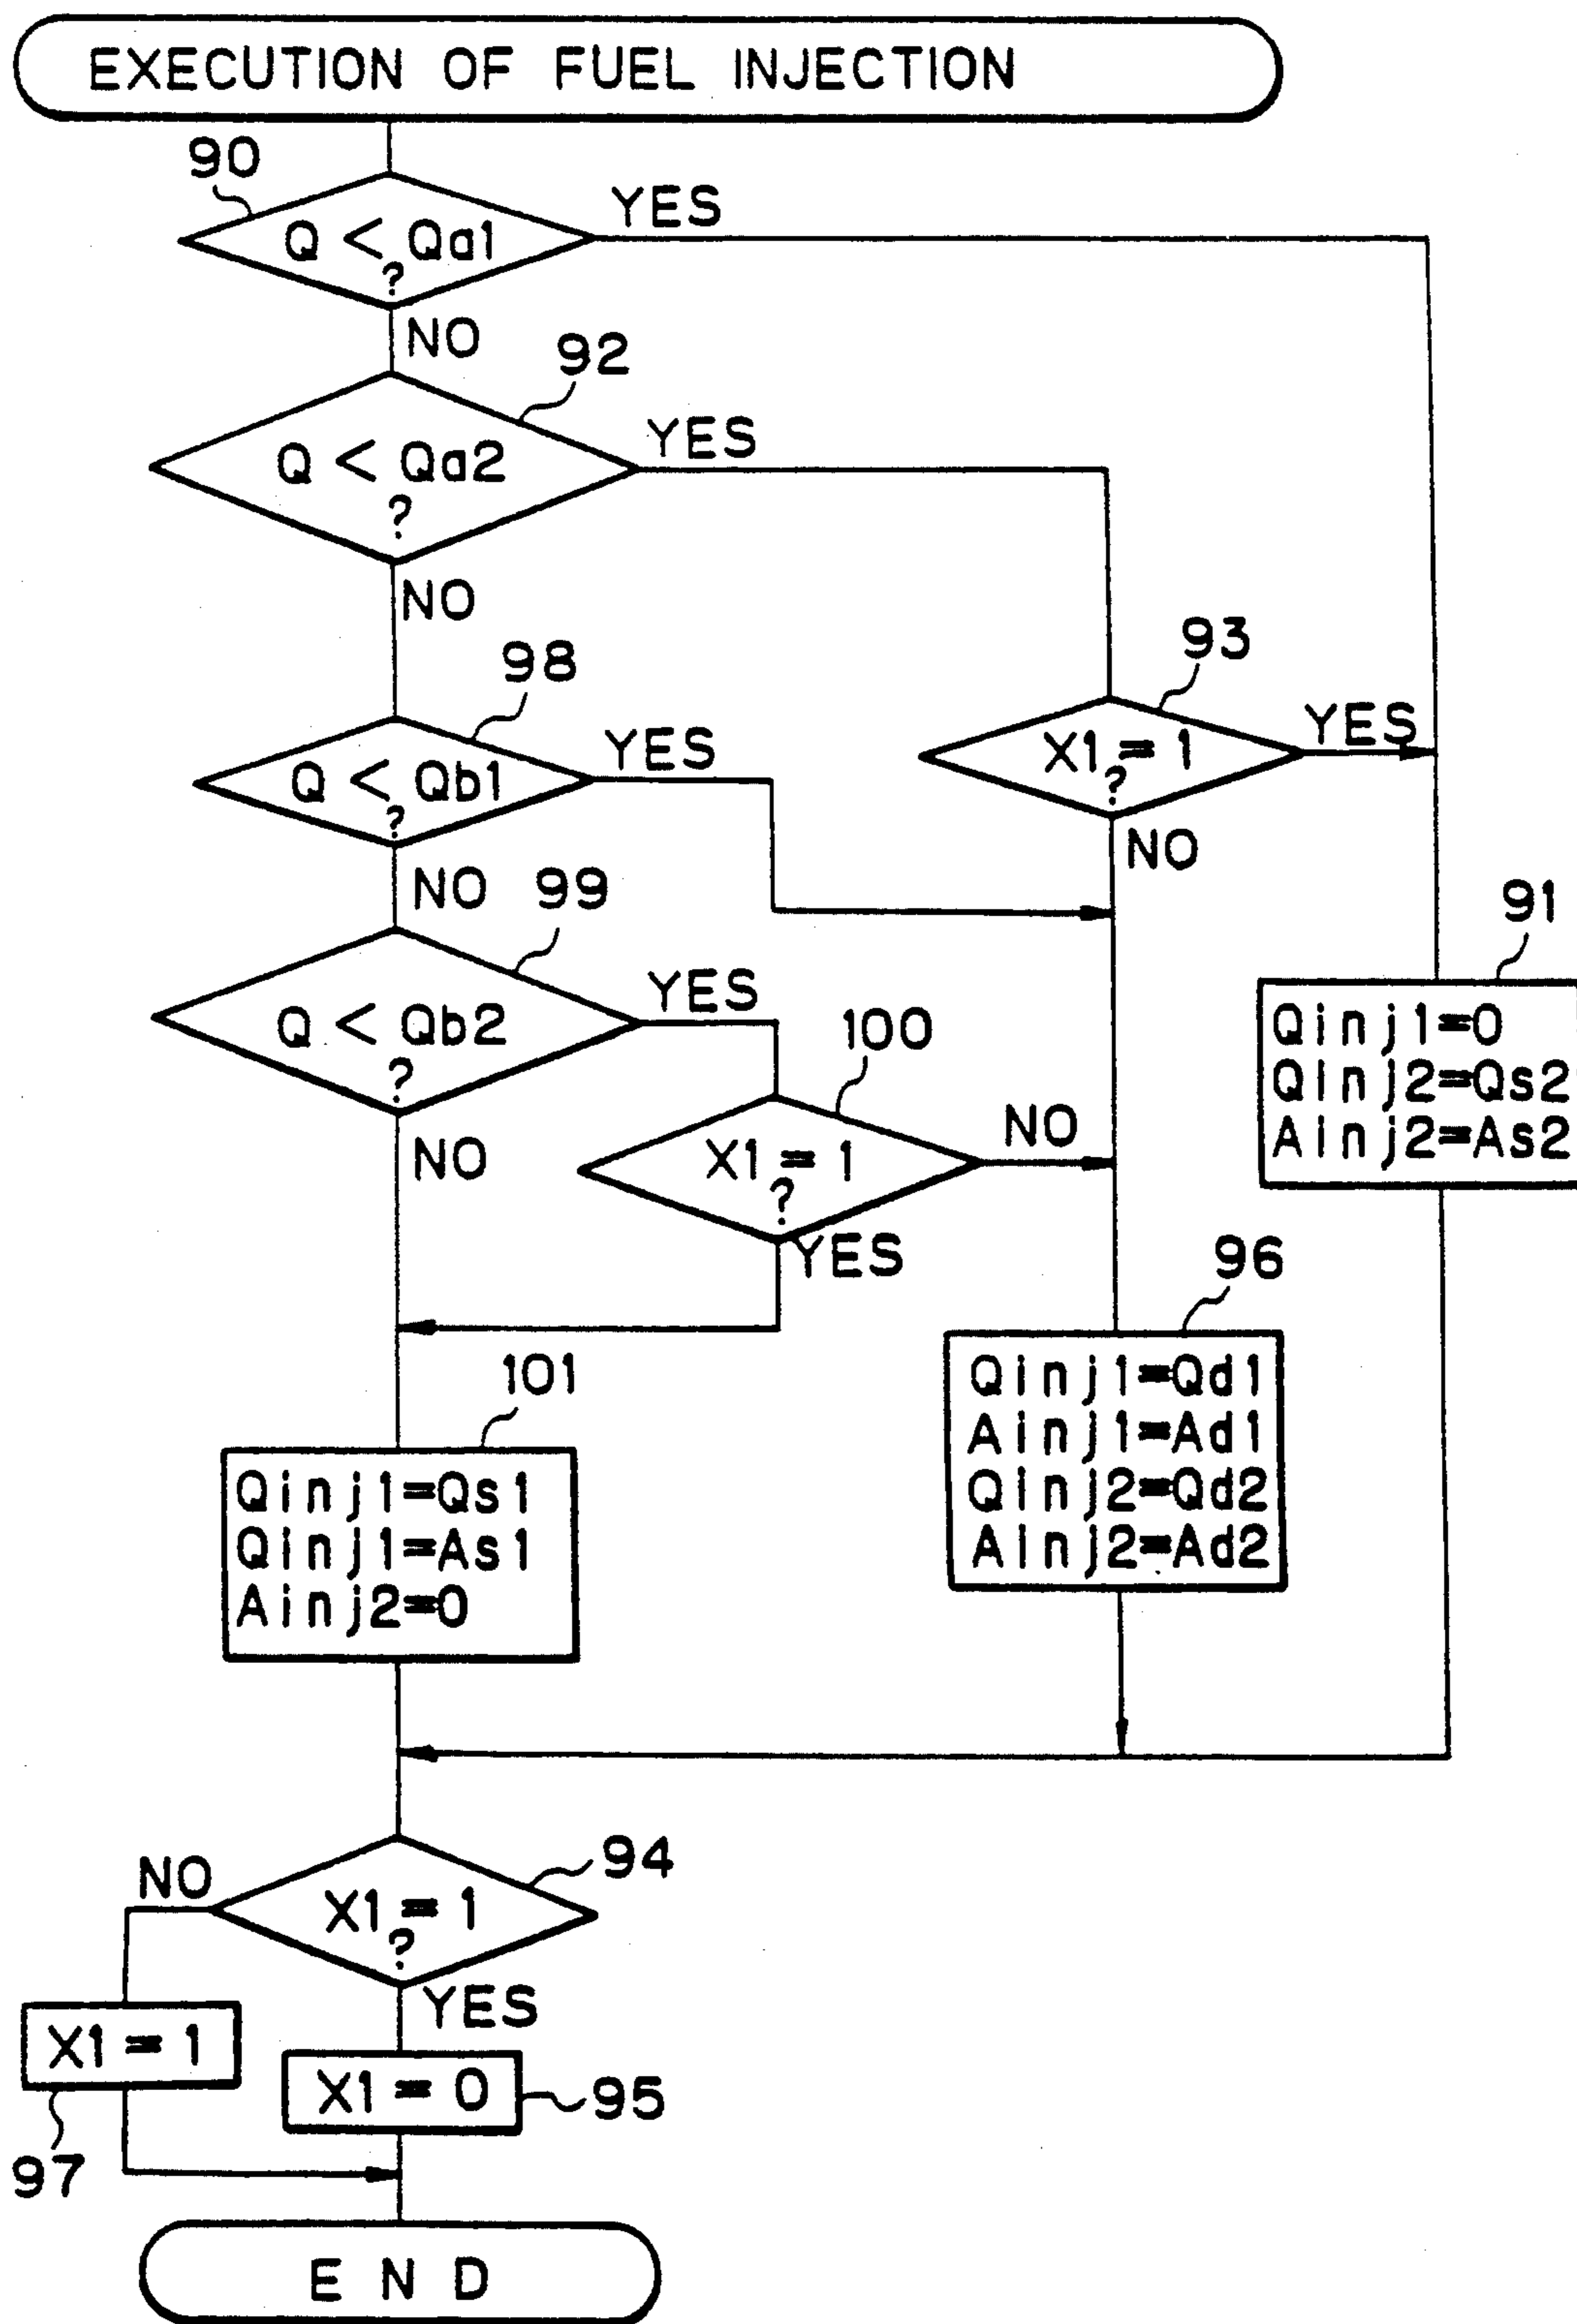 EXECUTION OF FUEL INJECTION
90
Q < Qa1
?
YES
NO
92
Q < Qa2
?
YES
NO
93
X1 = 1
?
YES
NO
98
Q < Qb1
?
YES
NO
99
Q < Qb2
?
YES
NO
100
X1 = 1
?
NO
YES
91
Qinj1=0
Qinj2=Qs2
Ainj2=As2
96
Qinj1=Qd1
Ainj1=Ad1
Qinj2=Qd2
Ainj2=Ad2
101
Qinj1=Qs1
Qinj1=As1
Ainj2=0
94
X1 = 1
?
NO
YES
X1 = 1
97
X1 = 0
95
END